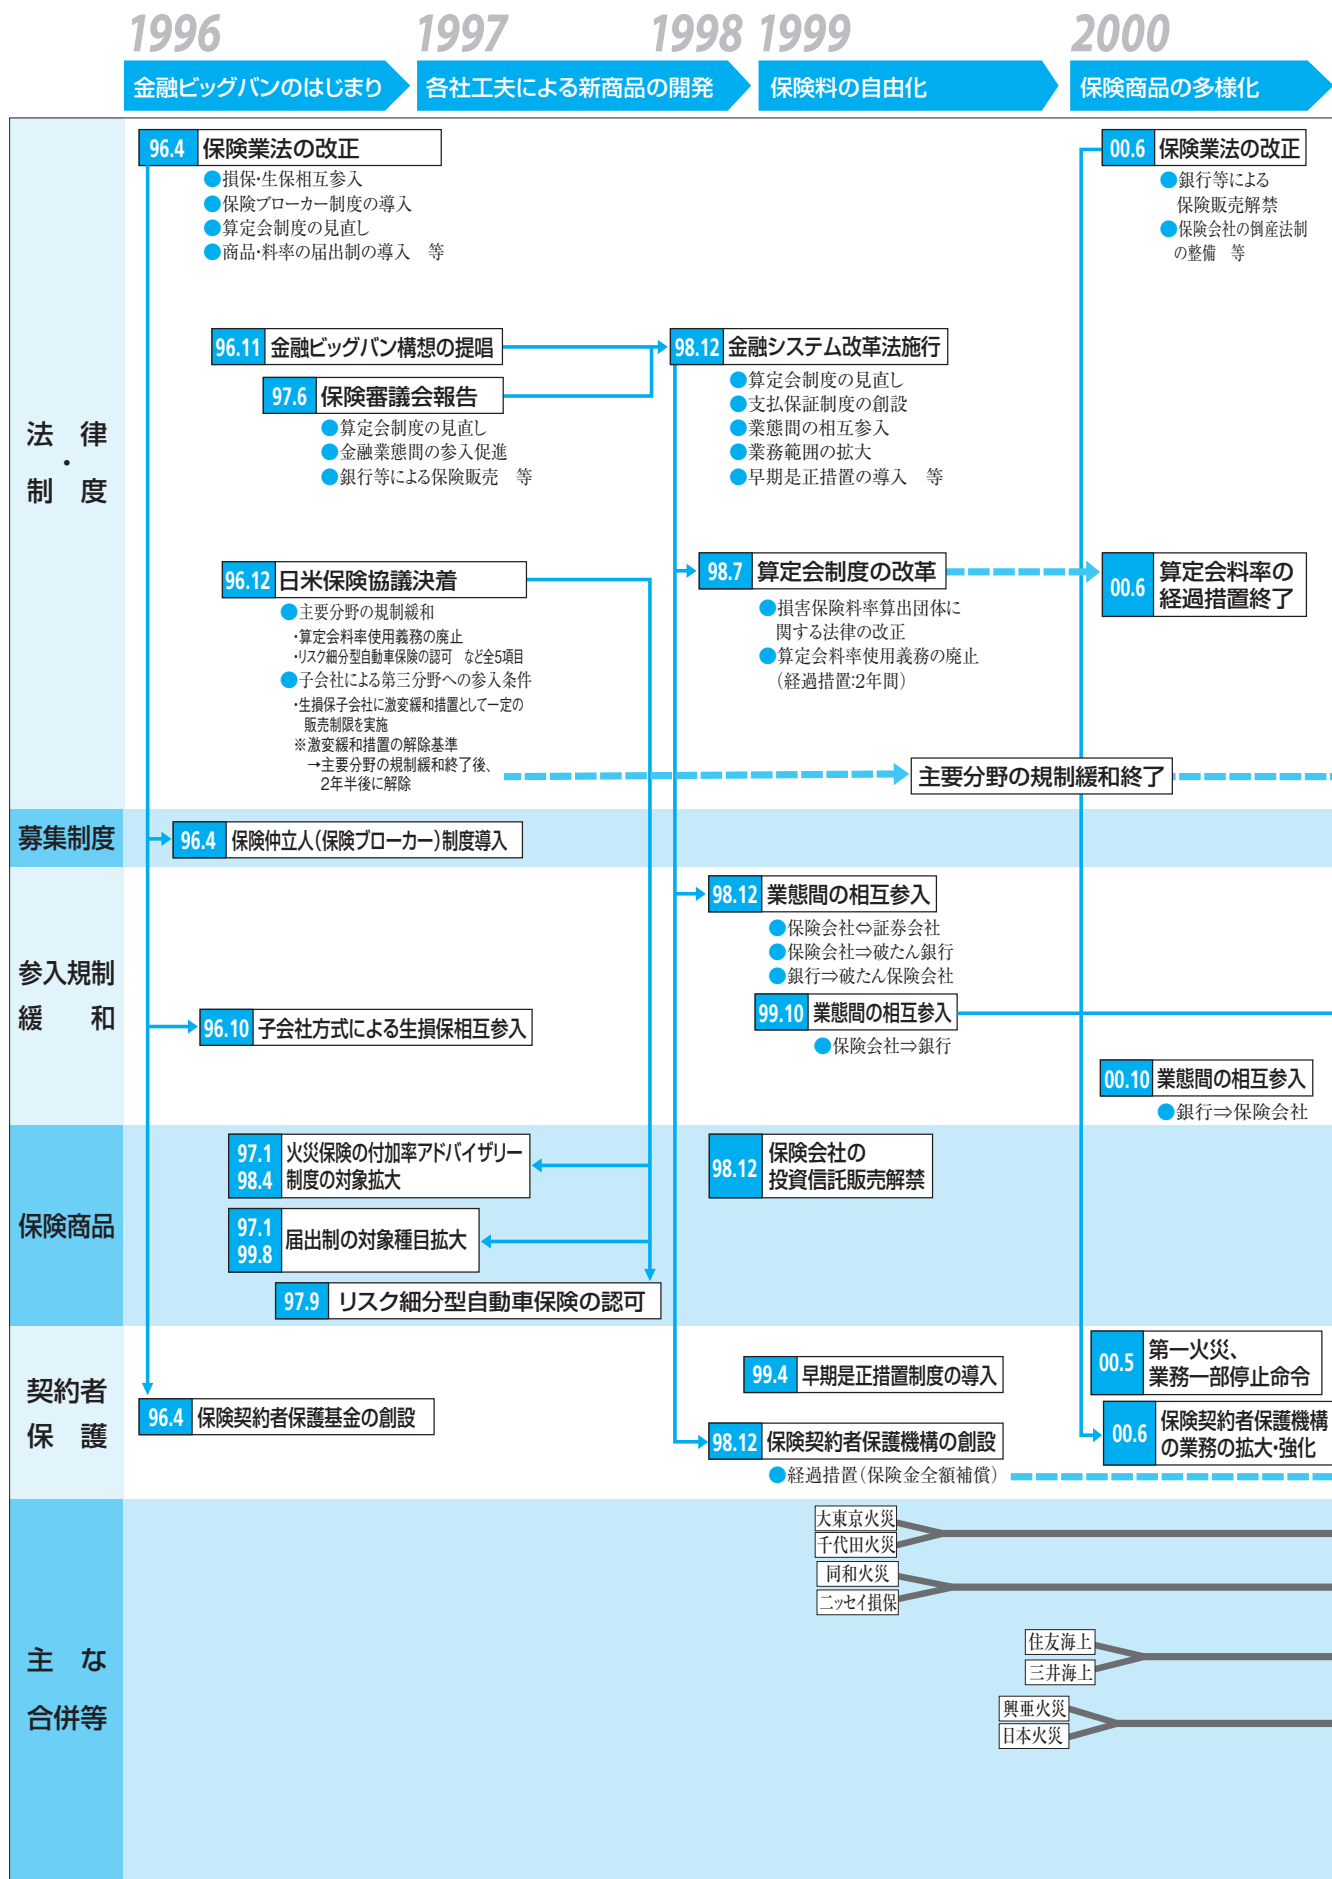 1996
1997
1998
1999
2000
金融ビッグバンのはじまり
各社工夫による新商品の開発
保険料の自由化
保険商品の多様化
法 律
・
制 度
96.4 保険業法の改正
●損保・生保相互参入
●保険ブローカー制度の導入
●算定会制度の見直し
●商品・料率の届出制の導入 等
00.6 保険業法の改正
●銀行等による
保険販売解禁
●保険会社の倒産法制
の整備 等
96.11 金融ビッグバン構想の提唱
97.6 保険審議会報告
●算定会制度の見直し
●金融業態間の参入促進
●銀行等による保険販売 等
98.12 金融システム改革法施行
●算定会制度の見直し
●支払保証制度の創設
●業態間の相互参入
●業務範囲の拡大
●早期是正措置の導入 等
96.12 日米保険協議決着
●主要分野の規制緩和
・算定会料率使用義務の廃止
・リスク細分型自動車保険の認可 など全5項目
●子会社による第三分野への参入条件
・生損保子会社に激変緩和措置として一定の
販売制限を実施
※激変緩和措置の解除基準
→主要分野の規制緩和終了後、
2年半後に解除
98.7 算定会制度の改革
●損害保険料率算出団体に
関する法律の改正
●算定会料率使用義務の廃止
(経過措置:2年間)
00.6 算定会料率の
経過措置終了
主要分野の規制緩和終了
募集制度
96.4 保険仲立人(保険ブローカー)制度導入
参入規制
緩 和
98.12 業態間の相互参入
●保険会社⇔証券会社
●保険会社⇒破たん銀行
●銀行⇒破たん保険会社
96.10 子会社方式による生損保相互参入
99.10 業態間の相互参入
●保険会社⇒銀行
00.10 業態間の相互参入
●銀行⇒保険会社
保険商品
97.1 火災保険の付加率アドバイザリー
98.4 制度の対象拡大
98.12 保険会社の
投資信託販売解禁
97.1
99.8 届出制の対象種目拡大
97.9 リスク細分型自動車保険の認可
契約者
保 護
96.4 保険契約者保護基金の創設
99.4 早期是正措置制度の導入
98.12 保険契約者保護機構の創設
●経過措置(保険金全額補償)
00.5 第一火災、
業務一部停止命令
00.6 保険契約者保護機構
の業務の拡大・強化
主 な
合併等
大東京火災
千代田火災
同和火災
ニッセイ損保
住友海上
三井海上
興亜火災
日本火災